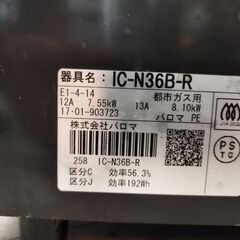 器具名： IC-N36B-R
E1-4-14 都市ガス用
12A 7.55kW 13A 8.10kW
17・01-903723 パロマ PE
株式会社パロマ
258 IC-N36B-R
区分C 効率56.3%
区分J 効率192Wh
PS
TG